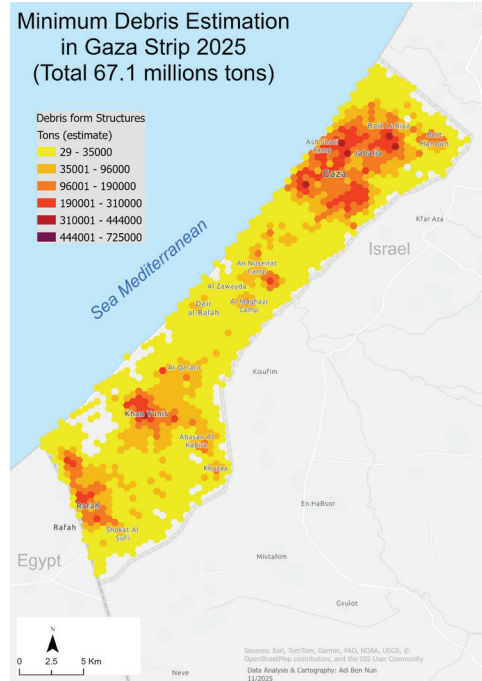 Minimum Debris Estimation
in Gaza Strip 2025
(Total 67.1 millions tons)
Debris form Structures
Tons (estimate)
29 - 35000
35001 - 96000
96001 - 190000
190001 - 310000
310001 - 444000
444001 - 725000
Sea Mediterranean
Beit Lahiya
Ash Shati
Camp
Jabalia
Beit
Hanoun
Gaza
Kfar Aza
Israel
An Nuserrat
Camp
Al Zawayda
Deir
al-Balah
Al Maghazi
Camp
Al Qarara
Kisufim
Khan Yunis
Abasan Al
Kabira
Khuzaa
Rafah
Rafah
Shokat Al
Sufi
En HaBsor
Egypt
Mivtahim
Gvulot
N
0 2.5 5 Km
Neve
Sources: Esri, TomTom, Garmin, FAO, NOAA, USGS, ©
OpenStreetMap contributors, and the GIS User Community
Data Analysis & Cartography: Adi Ben Nun
11/2025